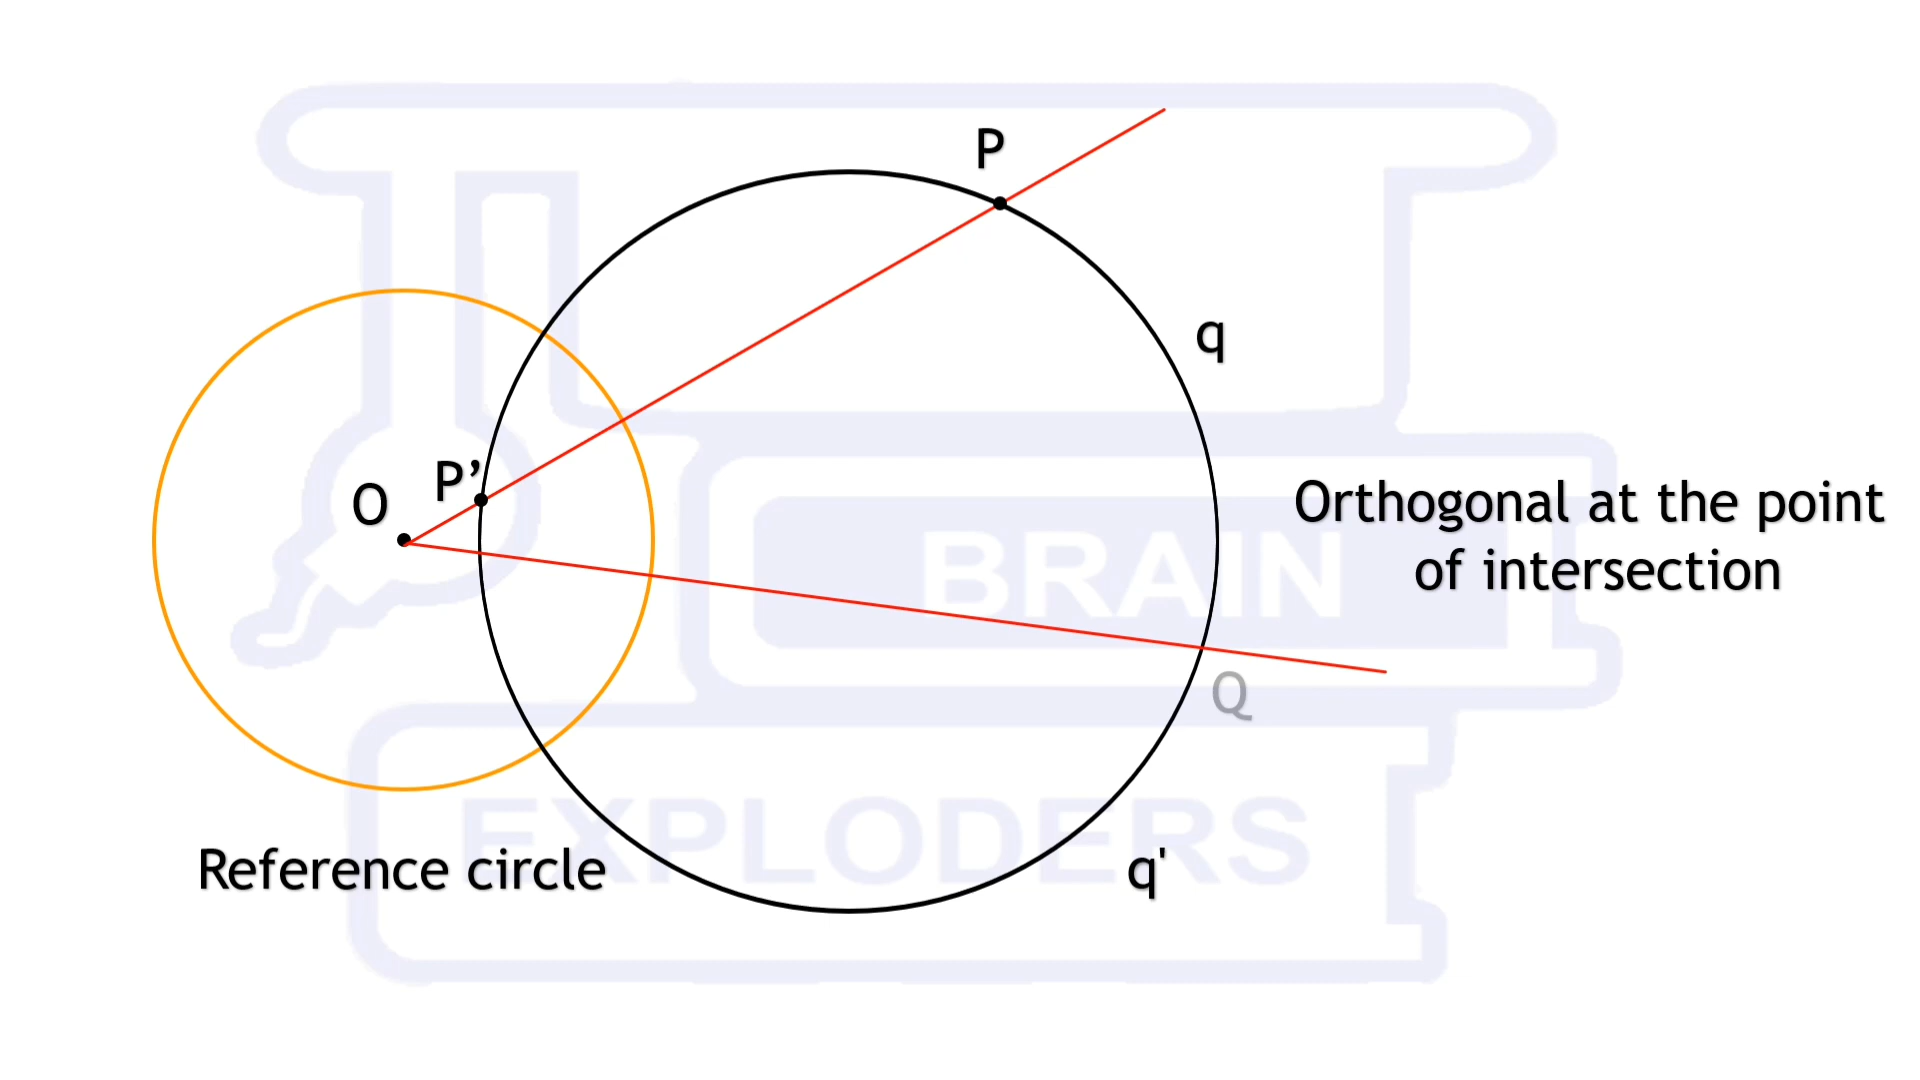 P
q
O
P’
Orthogonal at the point
of intersection
BRAIN
Q
EXPLODERS
Reference circle
q'